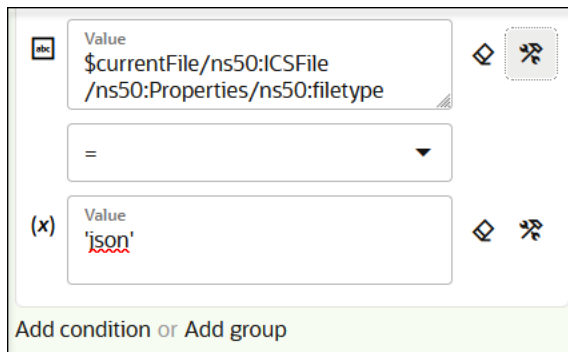 abc
Value
$currentFile/ns50:ICSFile
/ns50:Properties/ns50:filetype
=
(x)
Value
'json'
Add condition or Add group